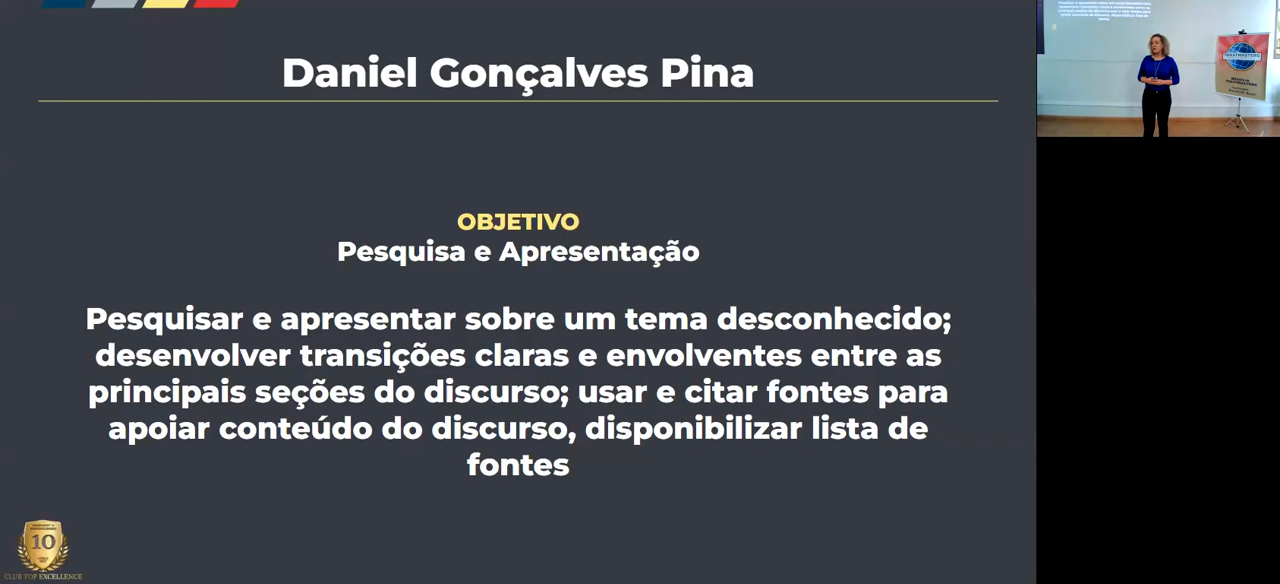 Daniel Gonçalves Pina
OBJETIVO
Pesquisa e Apresentação
Pesquisar e apresentar sobre um tema desconhecido;
desenvolver transições claras e envolventes entre as
principais seções do discurso; usar e citar fontes para
apoiar conteúdo do discurso, disponibilizar lista de
fontes
10
CLUB TOP EXCELLENCE
TOASTMASTERS